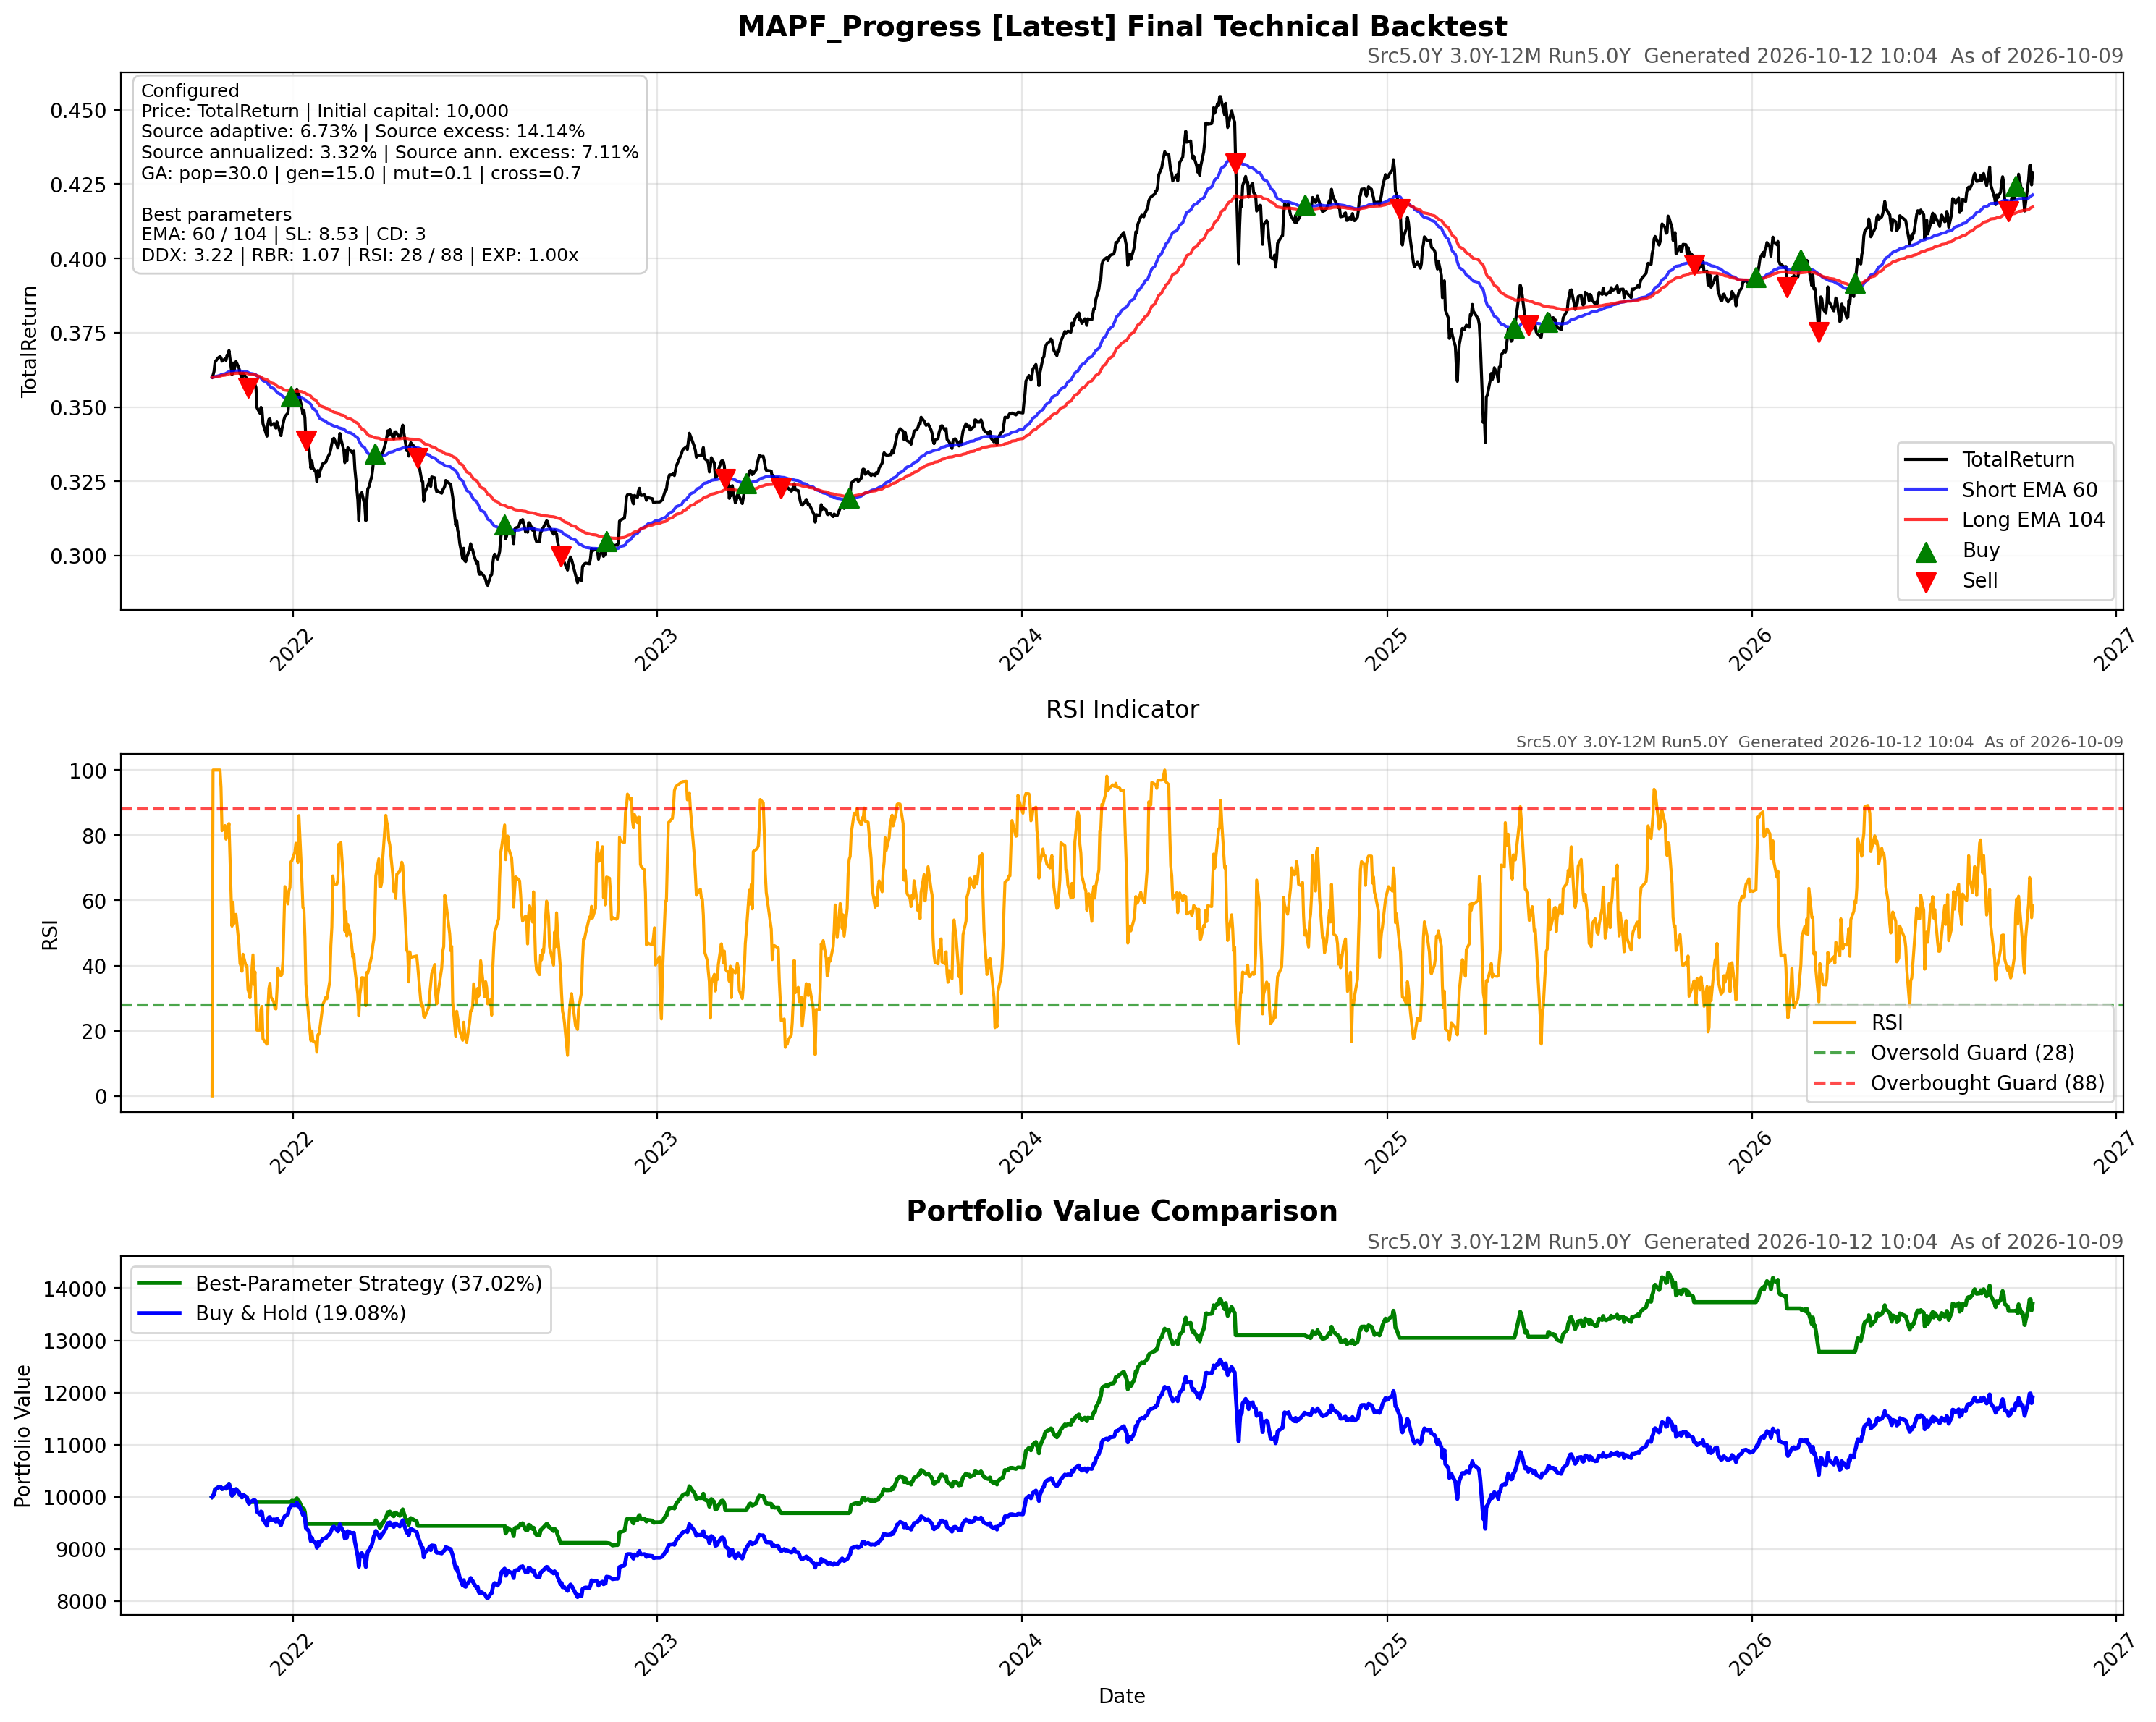 MAPF_Progress [Latest] Final Technical Backtest
Src5.0Y 3.0Y-12M Run5.0Y  Generated 2026-10-12 10:04  As of 2026-10-09
Configured
Price: TotalReturn | Initial capital: 10,000
Source adaptive: 6.73% | Source excess: 14.14%
Source annualized: 3.32% | Source ann. excess: 7.11%
GA: pop=30.0 | gen=15.0 | mut=0.1 | cross=0.7
Best parameters
EMA: 60 / 104 | SL: 8.53 | CD: 3
DDX: 3.22 | RBR: 1.07 | RSI: 28 / 88 | EXP: 1.00x
TotalReturn
0.450
0.425
0.400
0.375
0.350
0.325
0.300
TotalReturn
Short EMA 60
Long EMA 104
Buy
Sell
2022
2023
2024
2025
2026
2027
RSI Indicator
Src5.0Y 3.0Y-12M Run5.0Y  Generated 2026-10-12 10:04  As of 2026-10-09
RSI
100
80
60
40
20
0
RSI
Oversold Guard (28)
Overbought Guard (88)
2022
2023
2024
2025
2026
2027
Portfolio Value Comparison
Src5.0Y 3.0Y-12M Run5.0Y  Generated 2026-10-12 10:04  As of 2026-10-09
Best-Parameter Strategy (37.02%)
Buy & Hold (19.08%)
Portfolio Value
14000
13000
12000
11000
10000
9000
8000
2022
2023
2024
2025
2026
2027
Date